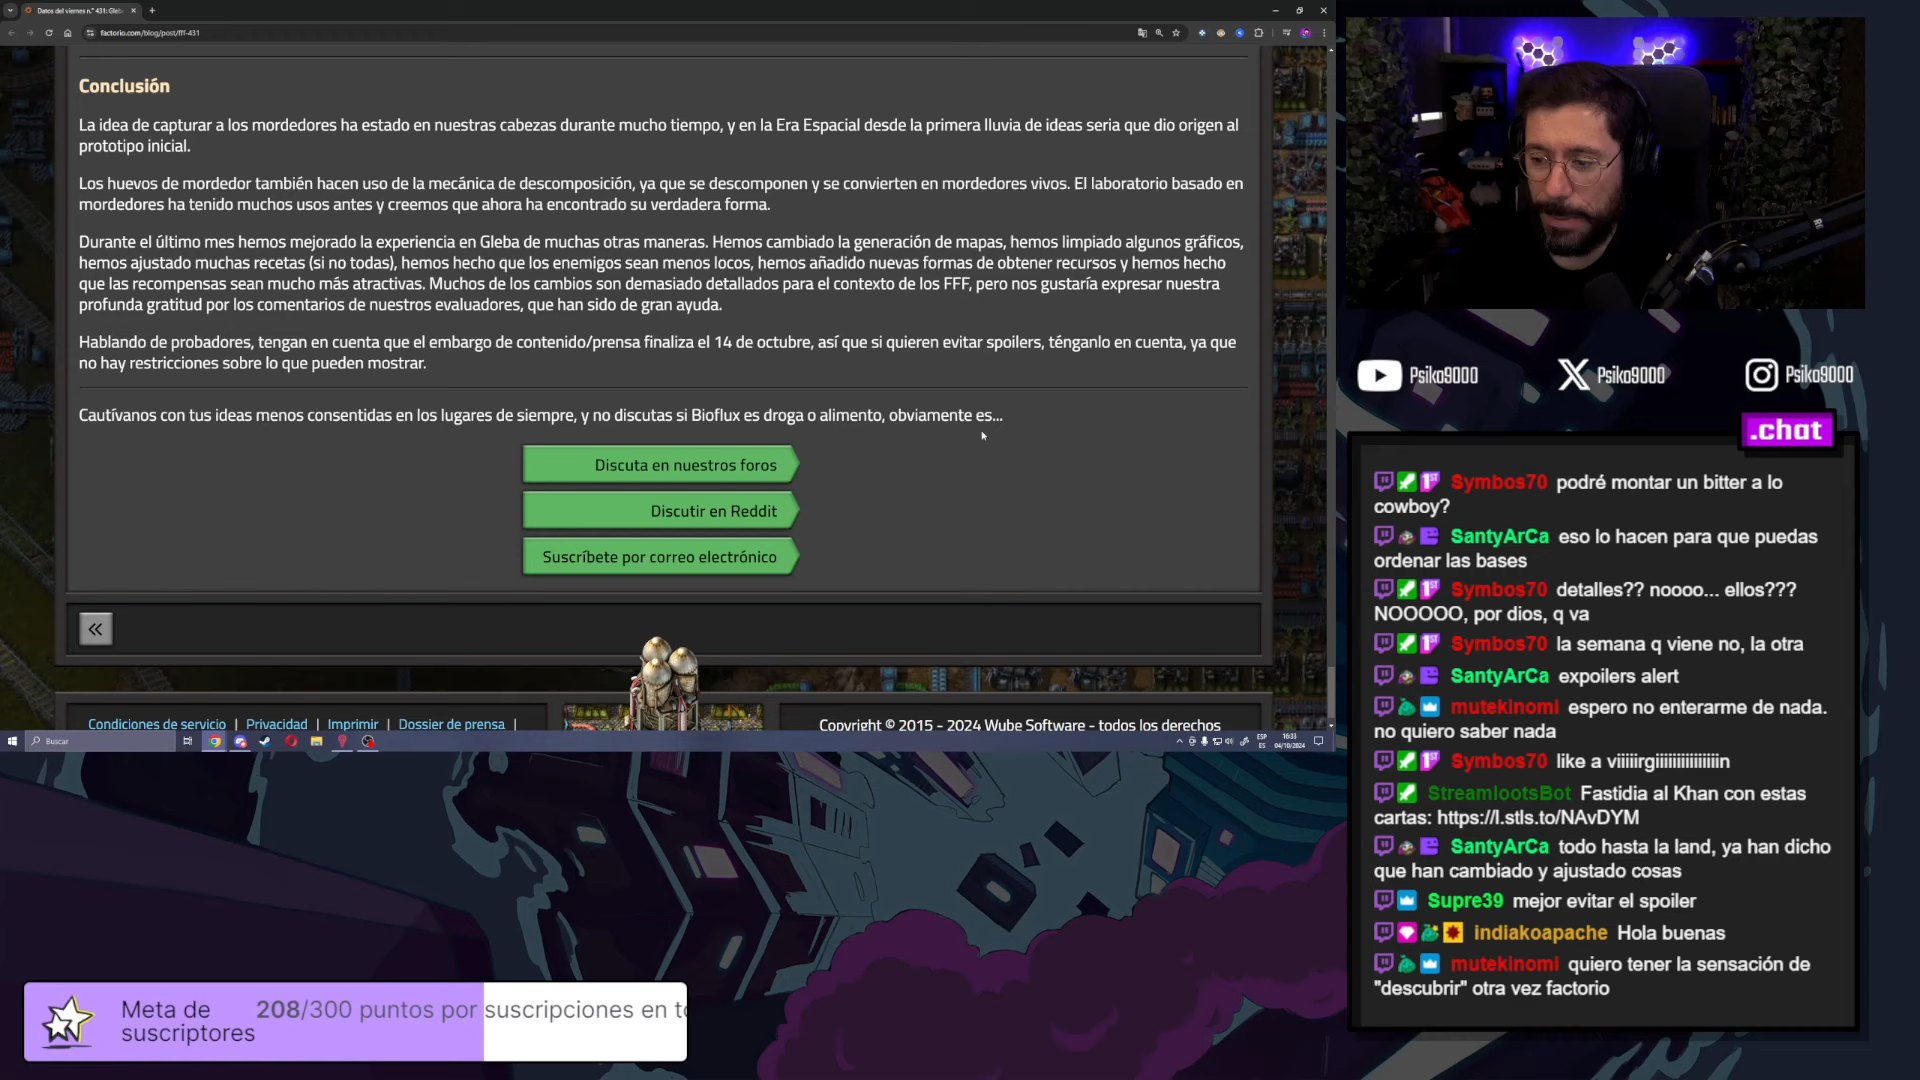 Datos del viernes n.º 431: Gleba
factorio.com/blog/post/fff-431
Conclusión
La idea de capturar a los mordedores ha estado en nuestras cabezas durante mucho tiempo, y en la Era Espacial desde la primera lluvia de ideas seria que dio origen al
prototipo inicial.
Los huevos de mordedor también hacen uso de la mecánica de descomposición, ya que se descomponen y se convierten en mordedores vivos. El laboratorio basado en
mordedores ha tenido muchos usos antes y creemos que ahora ha encontrado su verdadera forma.
Durante el último mes hemos mejorado la experiencia en Gleba de muchas otras maneras. Hemos cambiado la generación de mapas, hemos limpiado algunos gráficos,
hemos ajustado muchas recetas (si no todas), hemos hecho que los enemigos sean menos locos, hemos añadido nuevas formas de obtener recursos y hemos hecho
que las recompensas sean mucho más atractivas. Muchos de los cambios son demasiado detallados para el contexto de los FFF, pero nos gustaría expresar nuestra
profunda gratitud por los comentarios de nuestros evaluadores, que han sido de gran ayuda.
Hablando de probadores, tengan en cuenta que el embargo de contenido/prensa finaliza el 14 de octubre, así que si quieren evitar spoilers, ténganlo en cuenta, ya que
no hay restricciones sobre lo que pueden mostrar.
Cautívanos con tus ideas menos consentidas en los lugares de siempre, y no discutas si Bioflux es droga o alimento, obviamente es...
Discuta en nuestros foros
Discutir en Reddit
Suscríbete por correo electrónico
Condiciones de servicio | Privacidad | Imprimir | Dossier de prensa |
Copyright © 2015 - 2024 Wube Software - todos los derechos
Buscar
ESP
ES
16:33
04/10/2024
Meta de
suscriptores
208/300 puntos por suscripciones en to
Psiko9000
Psiko9000
Psiko9000
.chat
Symbos70 podré montar un bitter a lo
cowboy?
SantyArCa eso lo hacen para que puedas
ordenar las bases
Symbos70 detalles?? noooo... ellos???
NOOOOO, por dios, q va
Symbos70 la semana q viene no, la otra
SantyArCa expoilers alert
mutekinomi espero no enterarme de nada.
no quiero saber nada
Symbos70 like a viiiiirgiiiiiiiiiiiiiin
StreamlootsBot Fastidia al Khan con estas
cartas: https://l.stls.to/NAvDYM
SantyArCa todo hasta la land, ya han dicho
que han cambiado y ajustado cosas
Supre39 mejor evitar el spoiler
indiakoapache Hola buenas
mutekinomi quiero tener la sensación de
"descubrir" otra vez factorio